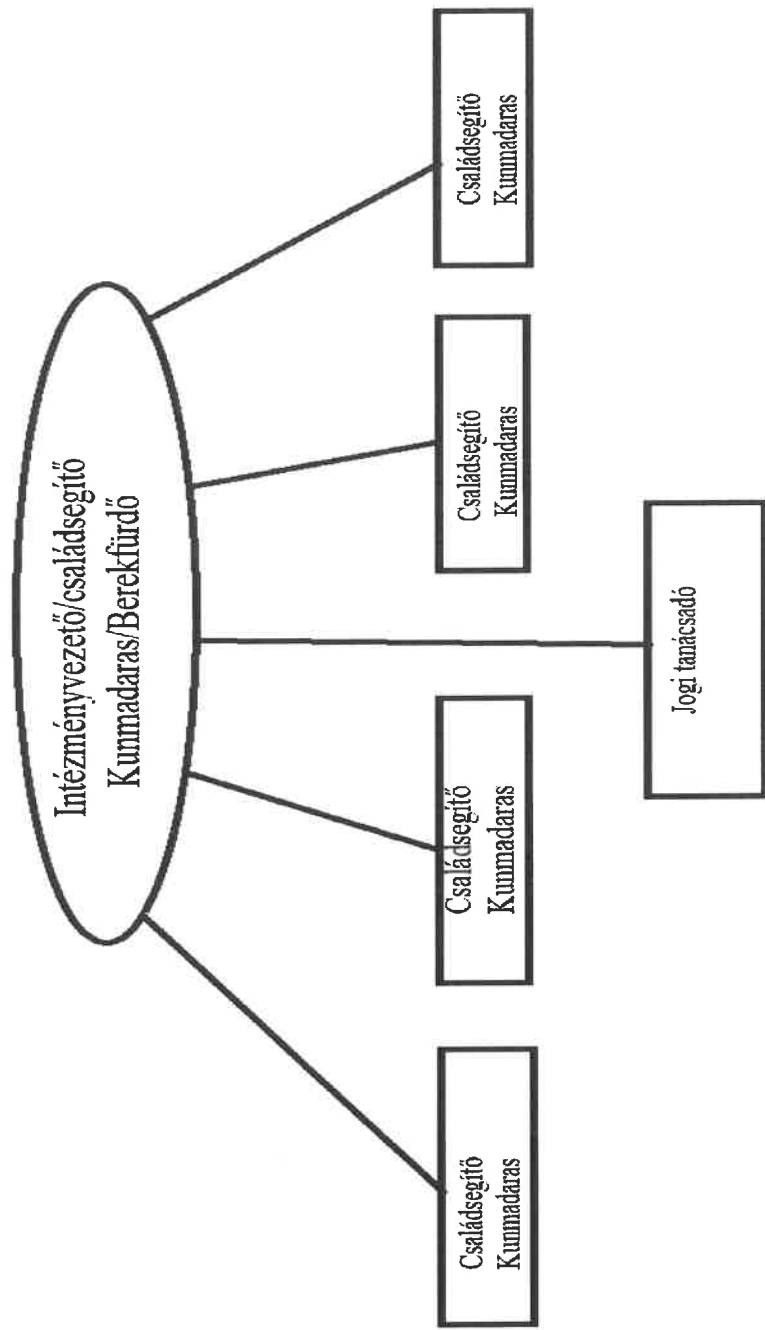 Intézményvezető/családsegítő
Kunmadaras/Berekfürdő
Családsegítő
Kunmadaras
Családsegítő
Kunmadaras
Jogi tanácsadó
Családsegítő
Kunmadaras
Családsegítő
Kunmadaras